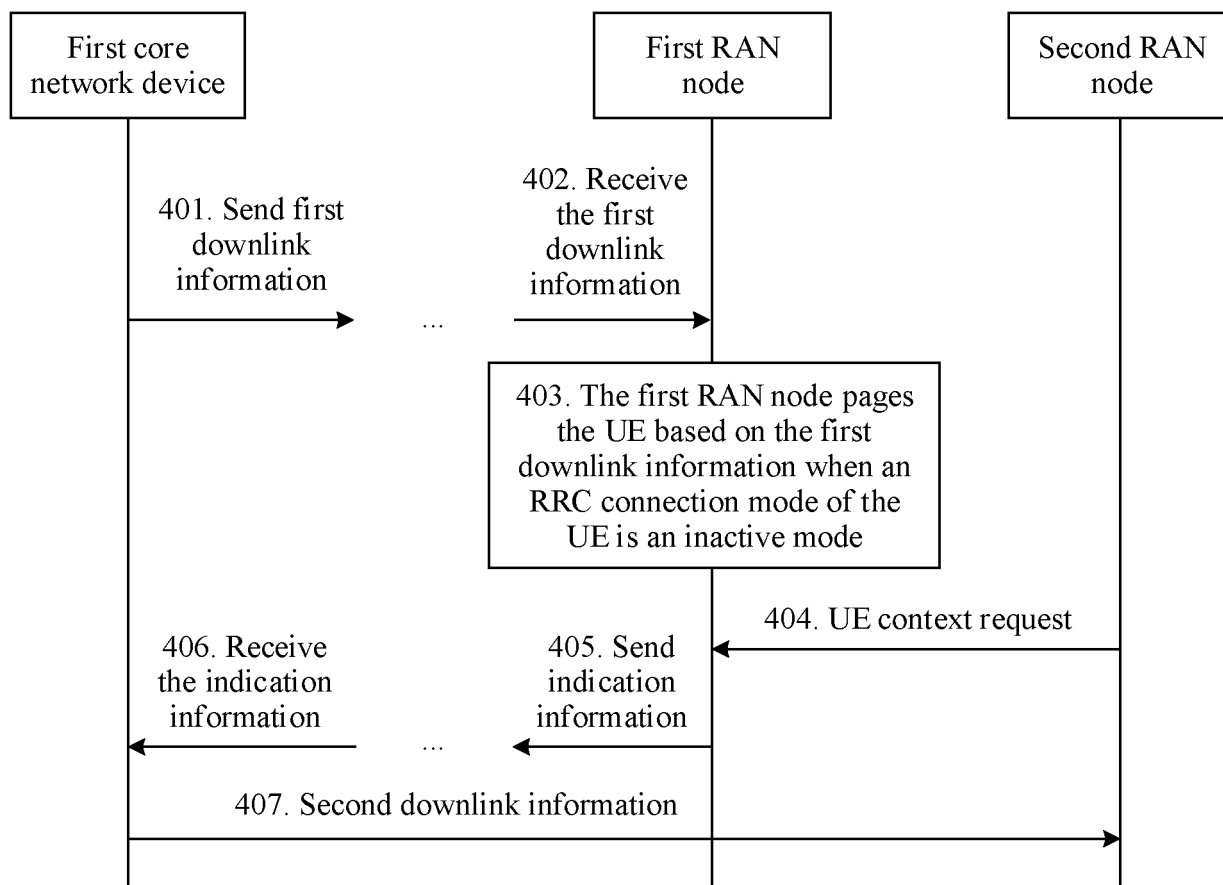 First core
network device
First RAN
node
Second RAN
node
401. Send first
downlink
information
402. Receive
the first
downlink
information
...
403. The first RAN node pages
the UE based on the first
downlink information when an
RRC connection mode of the
UE is an inactive mode
404. UE context request
406. Receive
the indication
information
405. Send
indication
information
...
407. Second downlink information